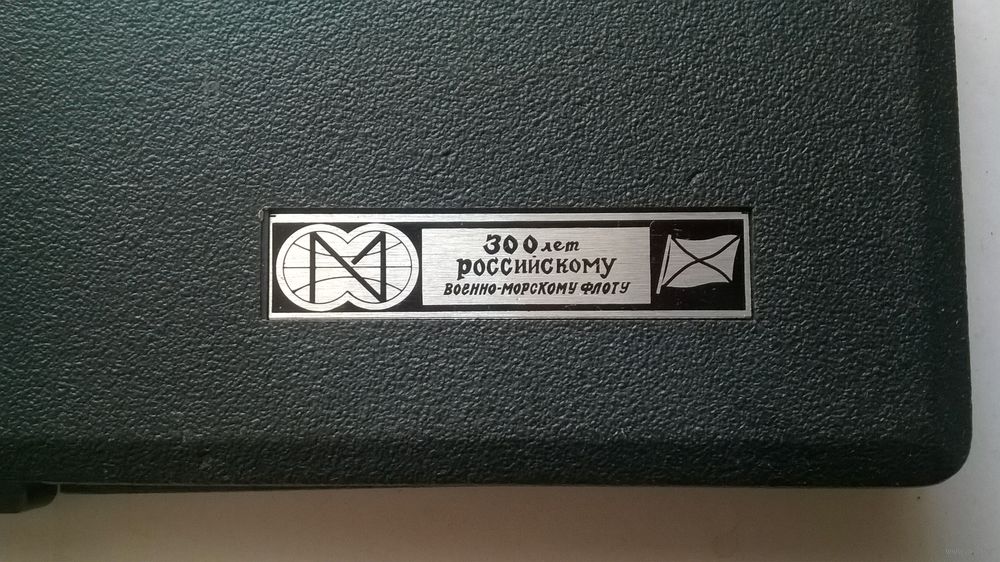 300 лет
российскому
военно-морскому флоту